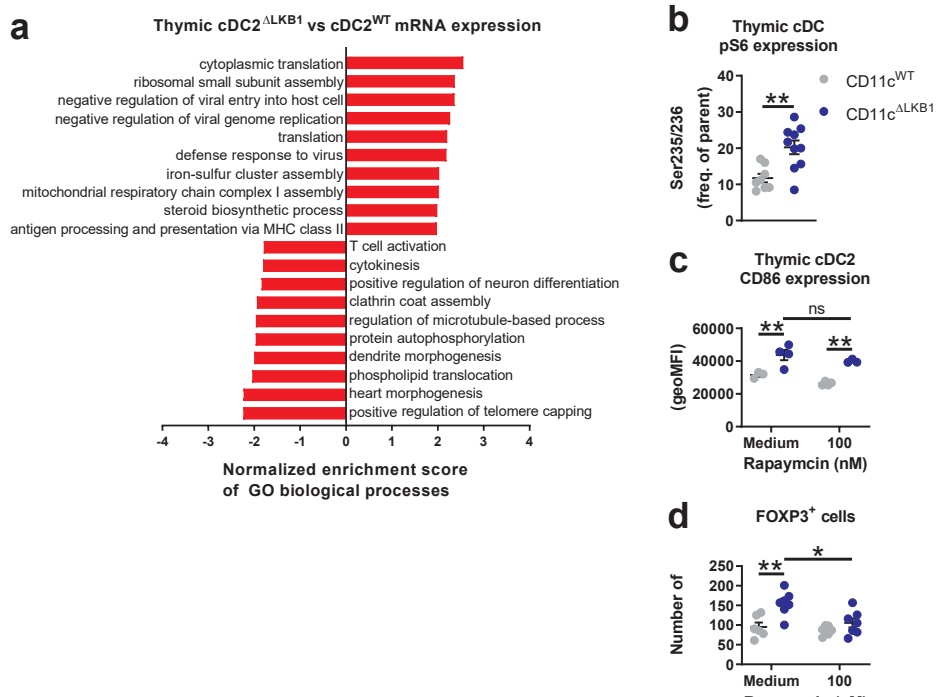 a
Thymic cDC2ΔLKB1 vs cDC2WT mRNA expression
cytoplasmic translation
ribosomal small subunit assembly
negative regulation of viral entry into host cell
negative regulation of viral genome replication
translation
defense response to virus
iron-sulfur cluster assembly
mitochondrial respiratory chain complex I assembly
steroid biosynthetic process
antigen processing and presentation via MHC class II
T cell activation
cytokinesis
positive regulation of neuron differentiation
clathrin coat assembly
regulation of microtubule-based process
protein autophosphorylation
dendrite morphogenesis
phospholipid translocation
heart morphogenesis
positive regulation of telomere capping
-4 -3 -2 -1 0 1 2 3 4
Normalized enrichment score
of GO biological processes
b
Thymic cDC
pS6 expression
Ser235/236
(freq. of parent)
40
30
20
10
0
**
CD11cWT
CD11cΔLKB1
c
Thymic cDC2
CD86 expression
(geoMFI)
60000
40000
20000
0
ns
** **
Medium 100
Rapaymcin (nM)
d
FOXP3+ cells
Number of
250
200
150
100
50
0
*
**
Medium 100